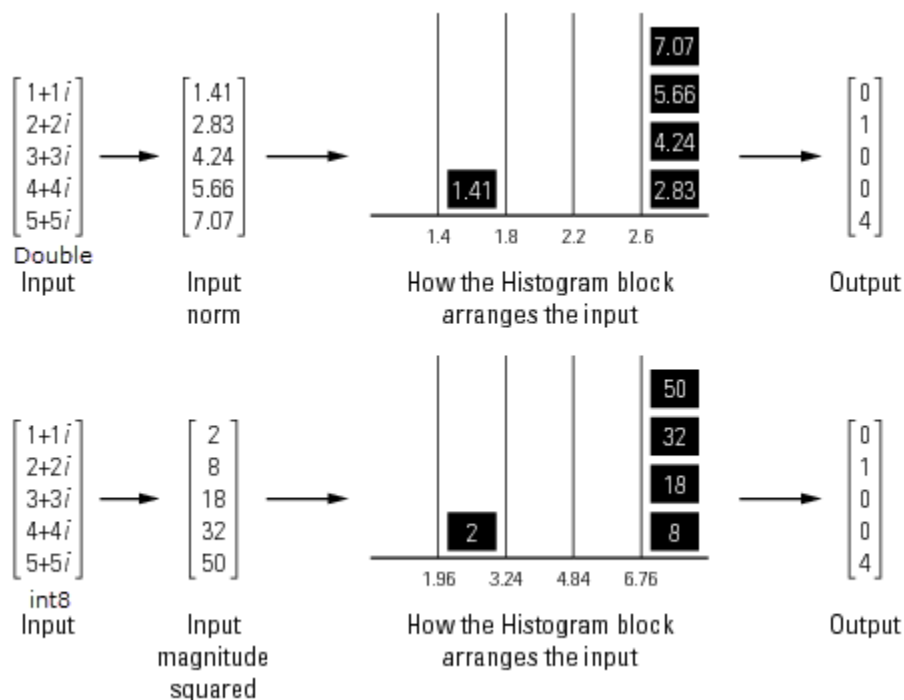 1+1i
2+2i
3+3i
4+4i
5+5i
Double
Input
1.41
2.83
4.24
5.66
7.07
Input
norm
7.07
5.66
4.24
1.41 2.83
1.4 1.8 2.2 2.6
How the Histogram block
arranges the input
0
1
0
0
4
Output
1+1i
2+2i
3+3i
4+4i
5+5i
int8
Input
2
8
18
32
50
Input
magnitude
squared
50
32
18
2 8
1.96 3.24 4.84 6.76
How the Histogram block
arranges the input
0
1
0
0
4
Output